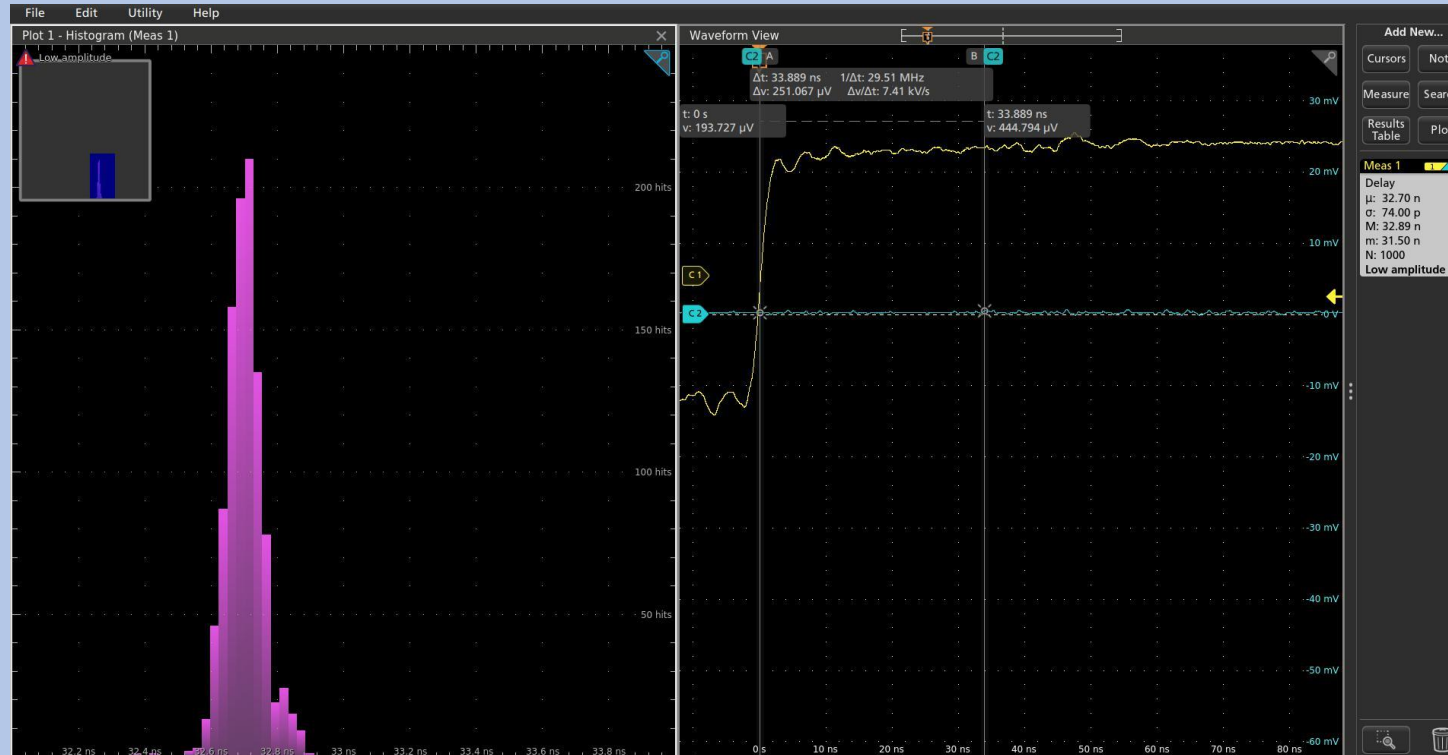 File Edit Utility Help
Plot 1 - Histogram (Meas 1)
Low amplitude
200 hits
150 hits
100 hits
50 hits
32.2 ns 32.4 ns 32.6 ns 32.8 ns 33 ns 33.2 ns 33.4 ns 33.6 ns 33.8 ns
Waveform View
C2 A B C2
Δt: 33.889 ns 1/Δt: 29.51 MHz
Δv: 251.067 µV Δv/Δt: 7.41 kV/s
t: 0 s
v: 193.727 µV
t: 33.889 ns
v: 444.794 µV
30 mV
20 mV
10 mV
C1
C2
0 V
-10 mV
-20 mV
-30 mV
-40 mV
-50 mV
-60 mV
0 s 10 ns 20 ns 30 ns 40 ns 50 ns 60 ns 70 ns 80 ns
Add New...
Cursors Not
Measure Sear
Results
Table Plo
Meas 1 1
Delay
µ: 32.70 n
σ: 74.00 p
M: 32.89 n
m: 31.50 n
N: 1000
Low amplitude